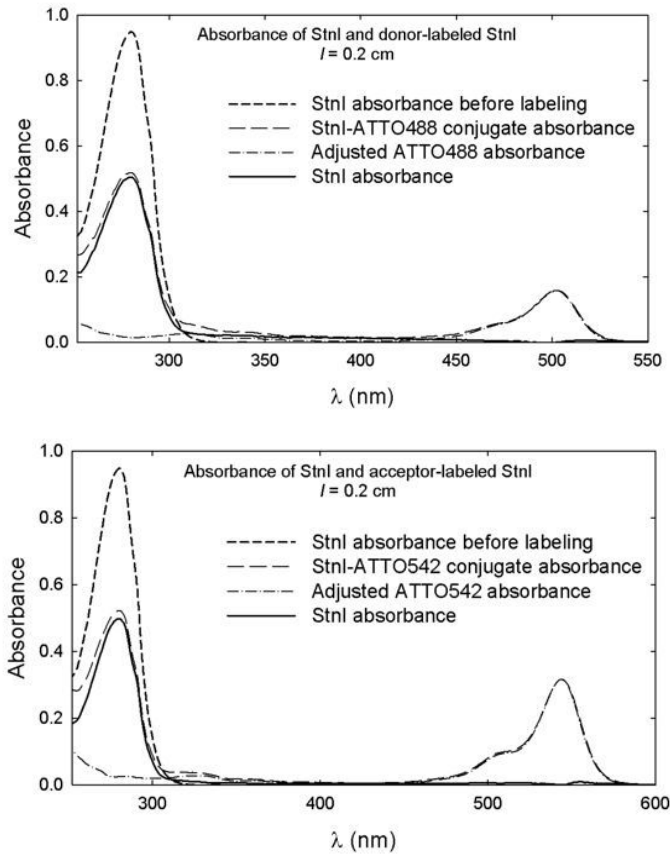 Absorbance of StnI and donor-labeled StnI
l = 0.2 cm
StnI absorbance before labeling
StnI-ATTO488 conjugate absorbance
Adjusted ATTO488 absorbance
StnI absorbance
Absorbance
1.0
0.8
0.6
0.4
0.2
0.0
300 350 400 450 500 550
λ (nm)
Absorbance of StnI and acceptor-labeled StnI
l = 0.2 cm
StnI absorbance before labeling
StnI-ATTO542 conjugate absorbance
Adjusted ATTO542 absorbance
StnI absorbance
Absorbance
1.0
0.8
0.6
0.4
0.2
0.0
300 400 500 600
λ (nm)